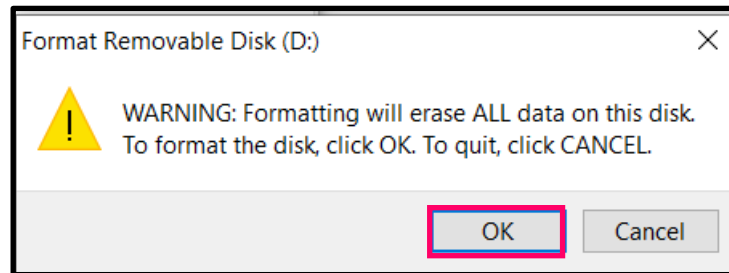 Format Removable Disk (D:)
WARNING: Formatting will erase ALL data on this disk.
To format the disk, click OK. To quit, click CANCEL.
OK
Cancel